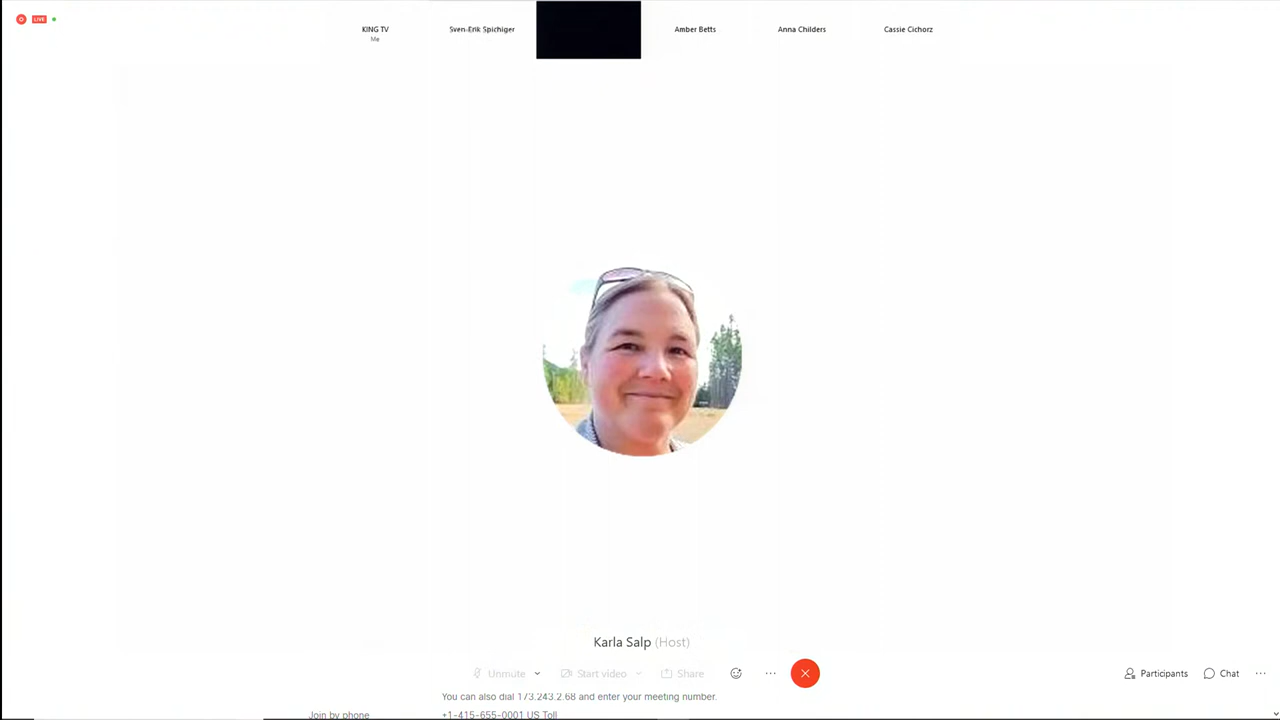 LIVE
KING TV
Me
Sven-Erik Spichiger
Amber Betts
Anna Childers
Cassie Cichorz
Karla Salp (Host)
Unmute
Start video
Share
Participants
Chat
You can also dial 173.243.2.68 and enter your meeting number.
Join by phone
+1-415-655-0001 US Toll